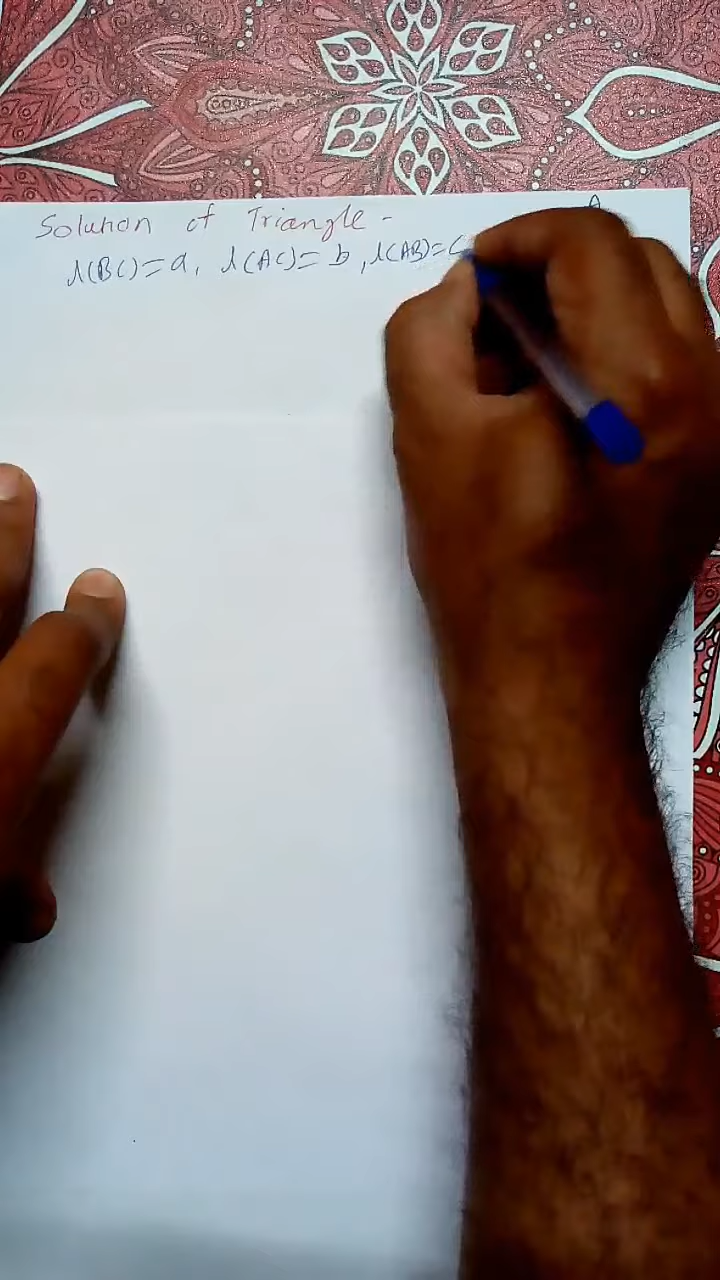 Solution of Triangle -
A
l(BC) = a, l(AC) = b, l(AB) = c